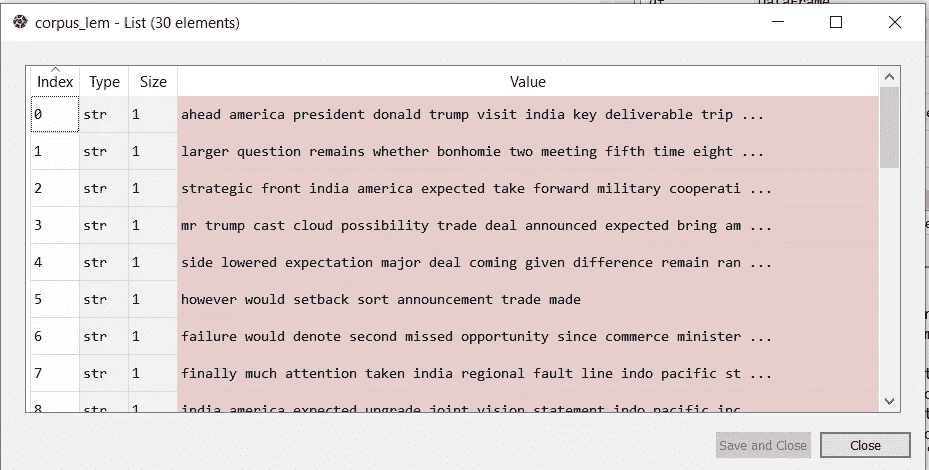 DataFrame
corpus_lem - List (30 elements)
Index Type Size Value
0 str 1 ahead america president donald trump visit india key deliverable trip ...
1 str 1 larger question remains whether bonhomie two meeting fifth time eight ...
2 str 1 strategic front india america expected take forward military cooperati ...
3 str 1 mr trump cast cloud possibility trade deal announced expected bring am ...
4 str 1 side lowered expectation major deal coming given difference remain ran ...
5 str 1 however would setback sort announcement trade made
6 str 1 failure would denote second missed opportunity since commerce minister ...
7 str 1 finally much attention taken india regional fault line indo pacific st ...
8 str 1 india america expected upgrade joint vision statement indo pacific inc
Save and Close Close